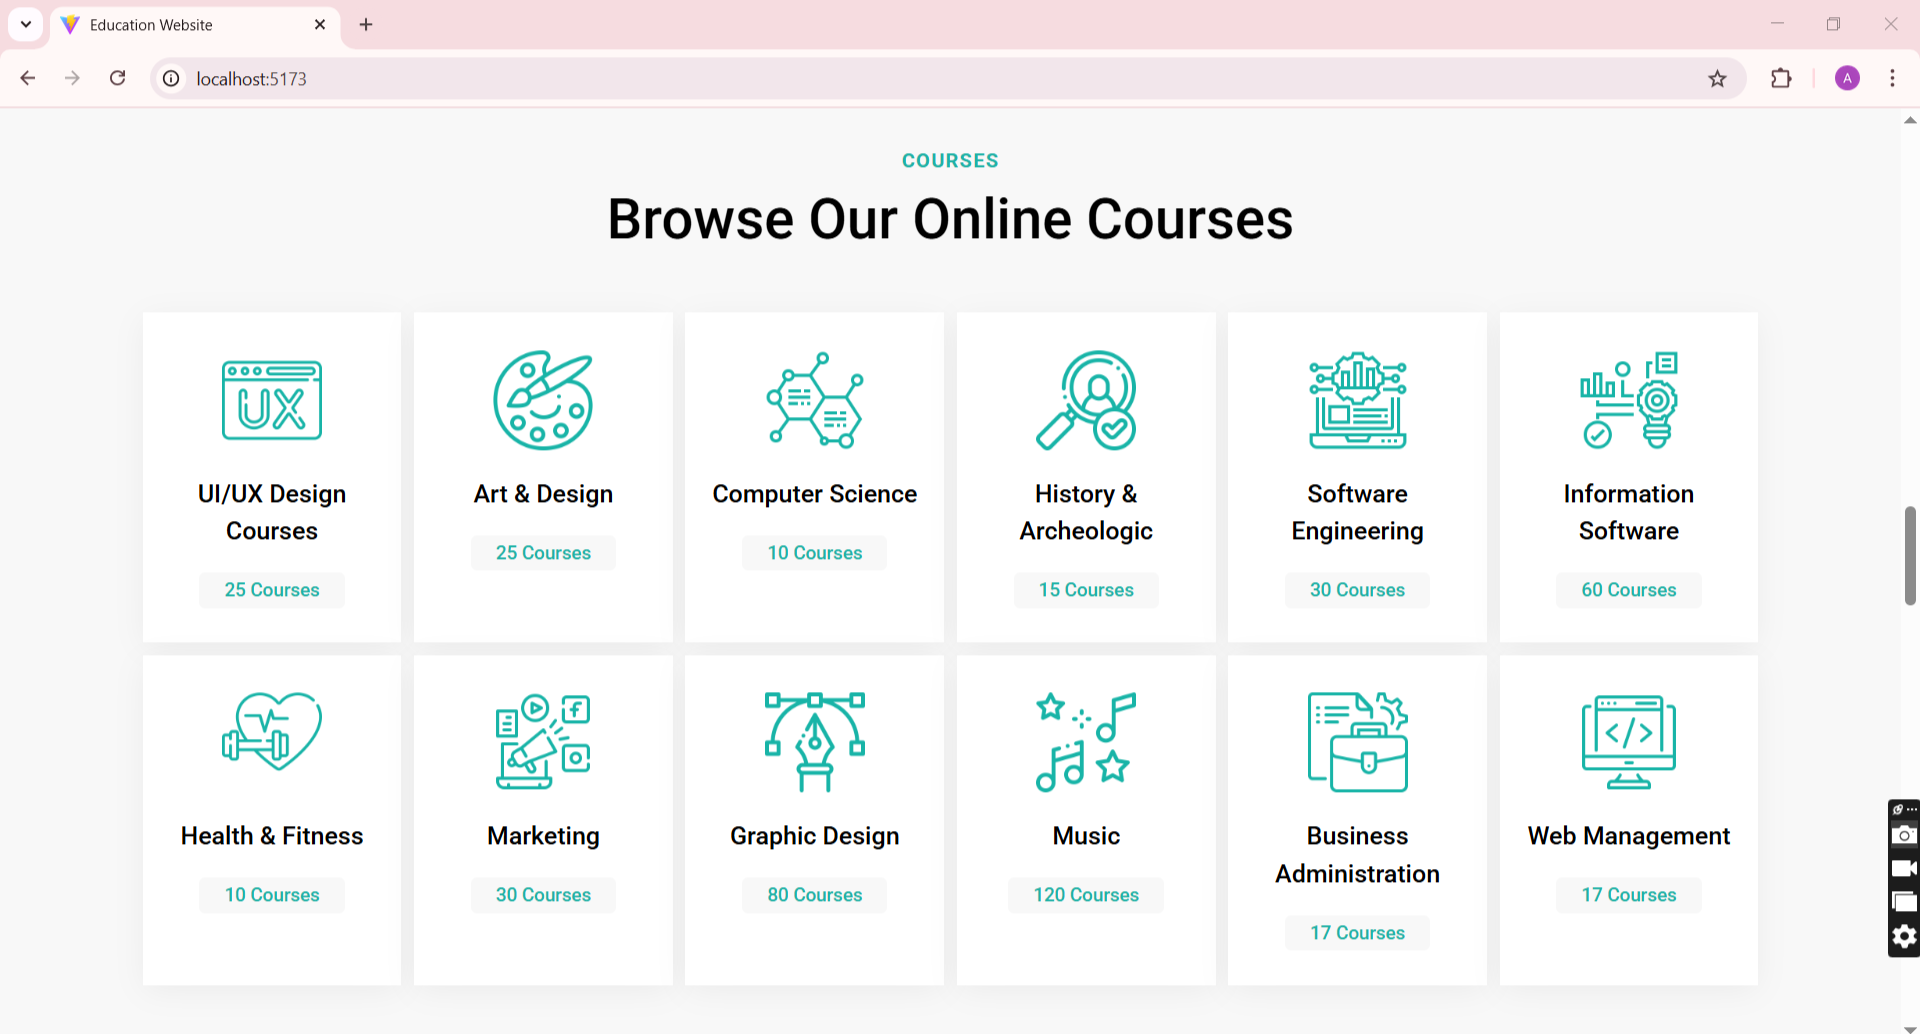 Education Website
localhost:5173
A
COURSES
Browse Our Online Courses
UX
UI/UX Design
Courses
25 Courses
Art & Design
25 Courses
Computer Science
10 Courses
History &
Archeologic
15 Courses
Software
Engineering
30 Courses
Information
Software
60 Courses
Health & Fitness
10 Courses
f
Marketing
30 Courses
Graphic Design
80 Courses
Music
120 Courses
Business
Administration
17 Courses
</>
Web Management
17 Courses